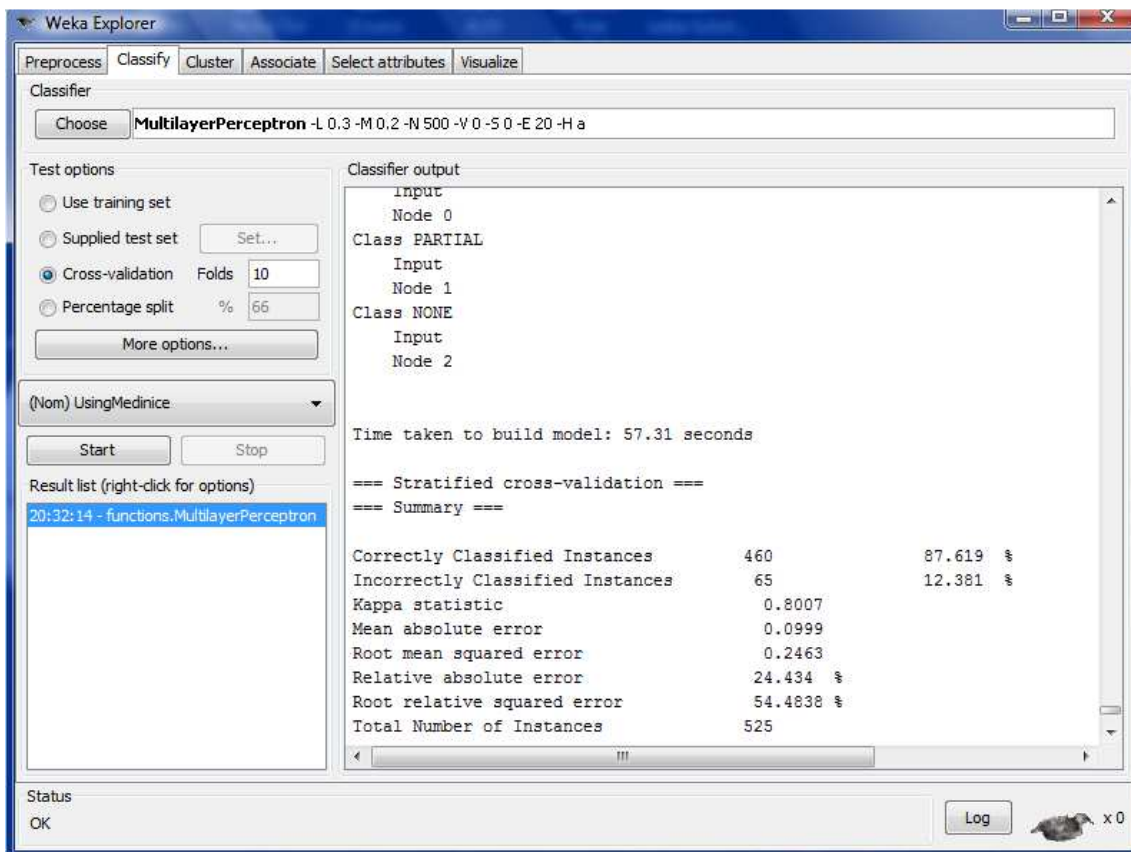 Weka Explorer
Preprocess Classify Cluster Associate Select attributes Visualize
Classifier
Choose MultilayerPerceptron -L 0.3 -M 0.2 -N 500 -V 0 -S 0 -E 20 -H a
Test options
Use training set
Supplied test set Set...
Cross-validation Folds 10
Percentage split % 66
More options...
(Nom) UsingMedinice
Start Stop
Result list (right-click for options)
20:32:14 - functions.MultilayerPerceptron
Classifier output
Input
Node 0
Class PARTIAL
Input
Node 1
Class NONE
Input
Node 2
Time taken to build model: 57.31 seconds
=== Stratified cross-validation ===
=== Summary ===
Correctly Classified Instances 460 87.619 %
Incorrectly Classified Instances 65 12.381 %
Kappa statistic 0.8007
Mean absolute error 0.0999
Root mean squared error 0.2463
Relative absolute error 24.434 %
Root relative squared error 54.4838 %
Total Number of Instances 525
Status
OK
Log x 0